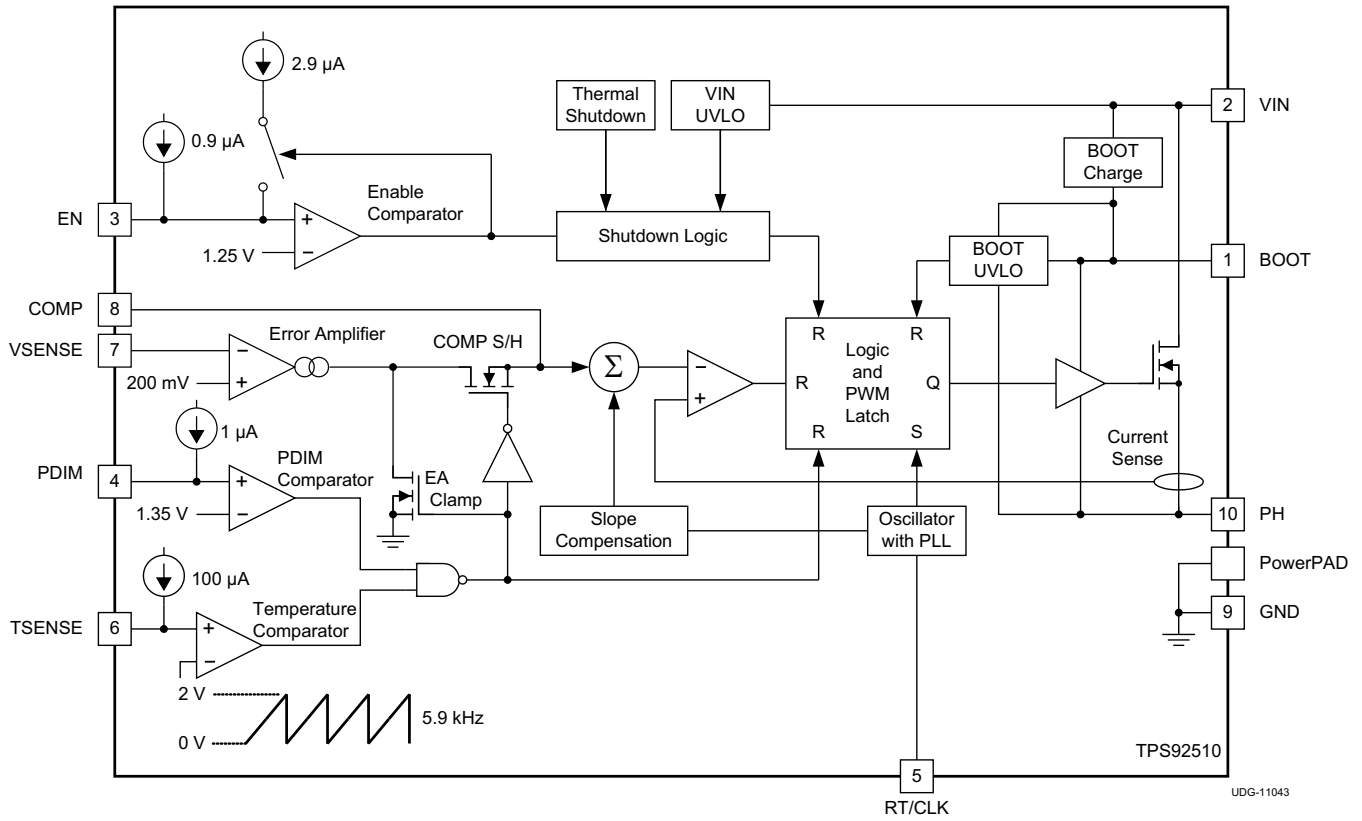 2.9 µA
0.9 µA
Thermal
Shutdown
VIN
UVLO
2
VIN
BOOT
Charge
EN
3
+
−
1.25 V
Enable
Comparator
Shutdown Logic
BOOT
UVLO
1
BOOT
COMP
8
VSENSE
7
Error Amplifier
−
+
200 mV
COMP S/H
Σ
−
+
R
R
R
R
Logic
and
PWM
Latch
Q
S
Current
Sense
1 µA
PDIM
4
PDIM
Comparator
+
−
1.35 V
EA
Clamp
Slope
Compensation
Oscillator
with PLL
10
PH
PowerPAD
9
GND
100 µA
TSENSE
6
Temperature
Comparator
+
−
2 V
0 V
5.9 kHz
TPS92510
5
RT/CLK
UDG-11043